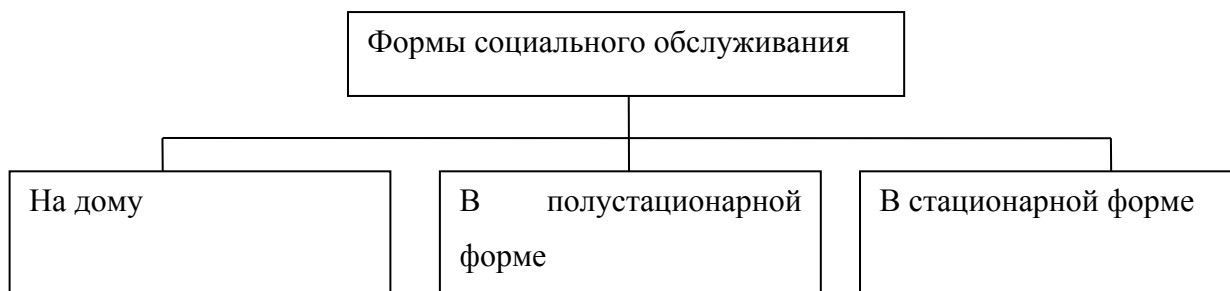 Формы социального обслуживания
На дому
В полустационарной
форме
В стационарной форме